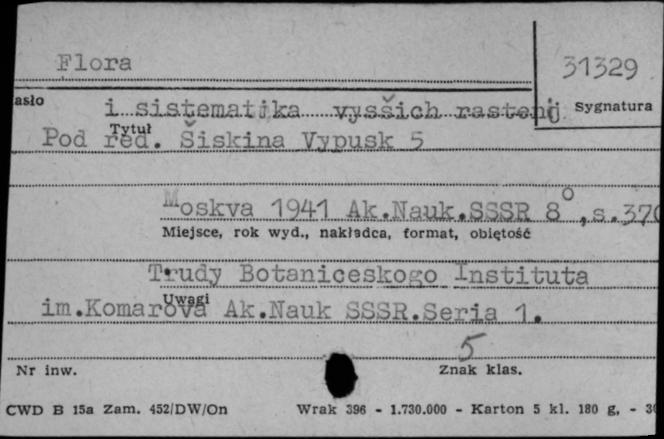 Flora
31329
asło
i sistematika vysšich rastenij
Sygnatura
Tytuł
Pod red. Šiskina Vypusk 5
Moskva 1941 Ak.Nauk.SSSR 8°,s.370
Miejsce, rok wyd., nakładca, format, objętość
Trudy Botaniceskogo Instituta
Uwagi
im.Komarova Ak.Nauk SSSR.Seria 1.
5
Nr inw.
Znak klas.
CWD B 15a Zam. 452/DW/On
Wrak 396 - 1.730.000 - Karton 5 kl. 180 g, - 30